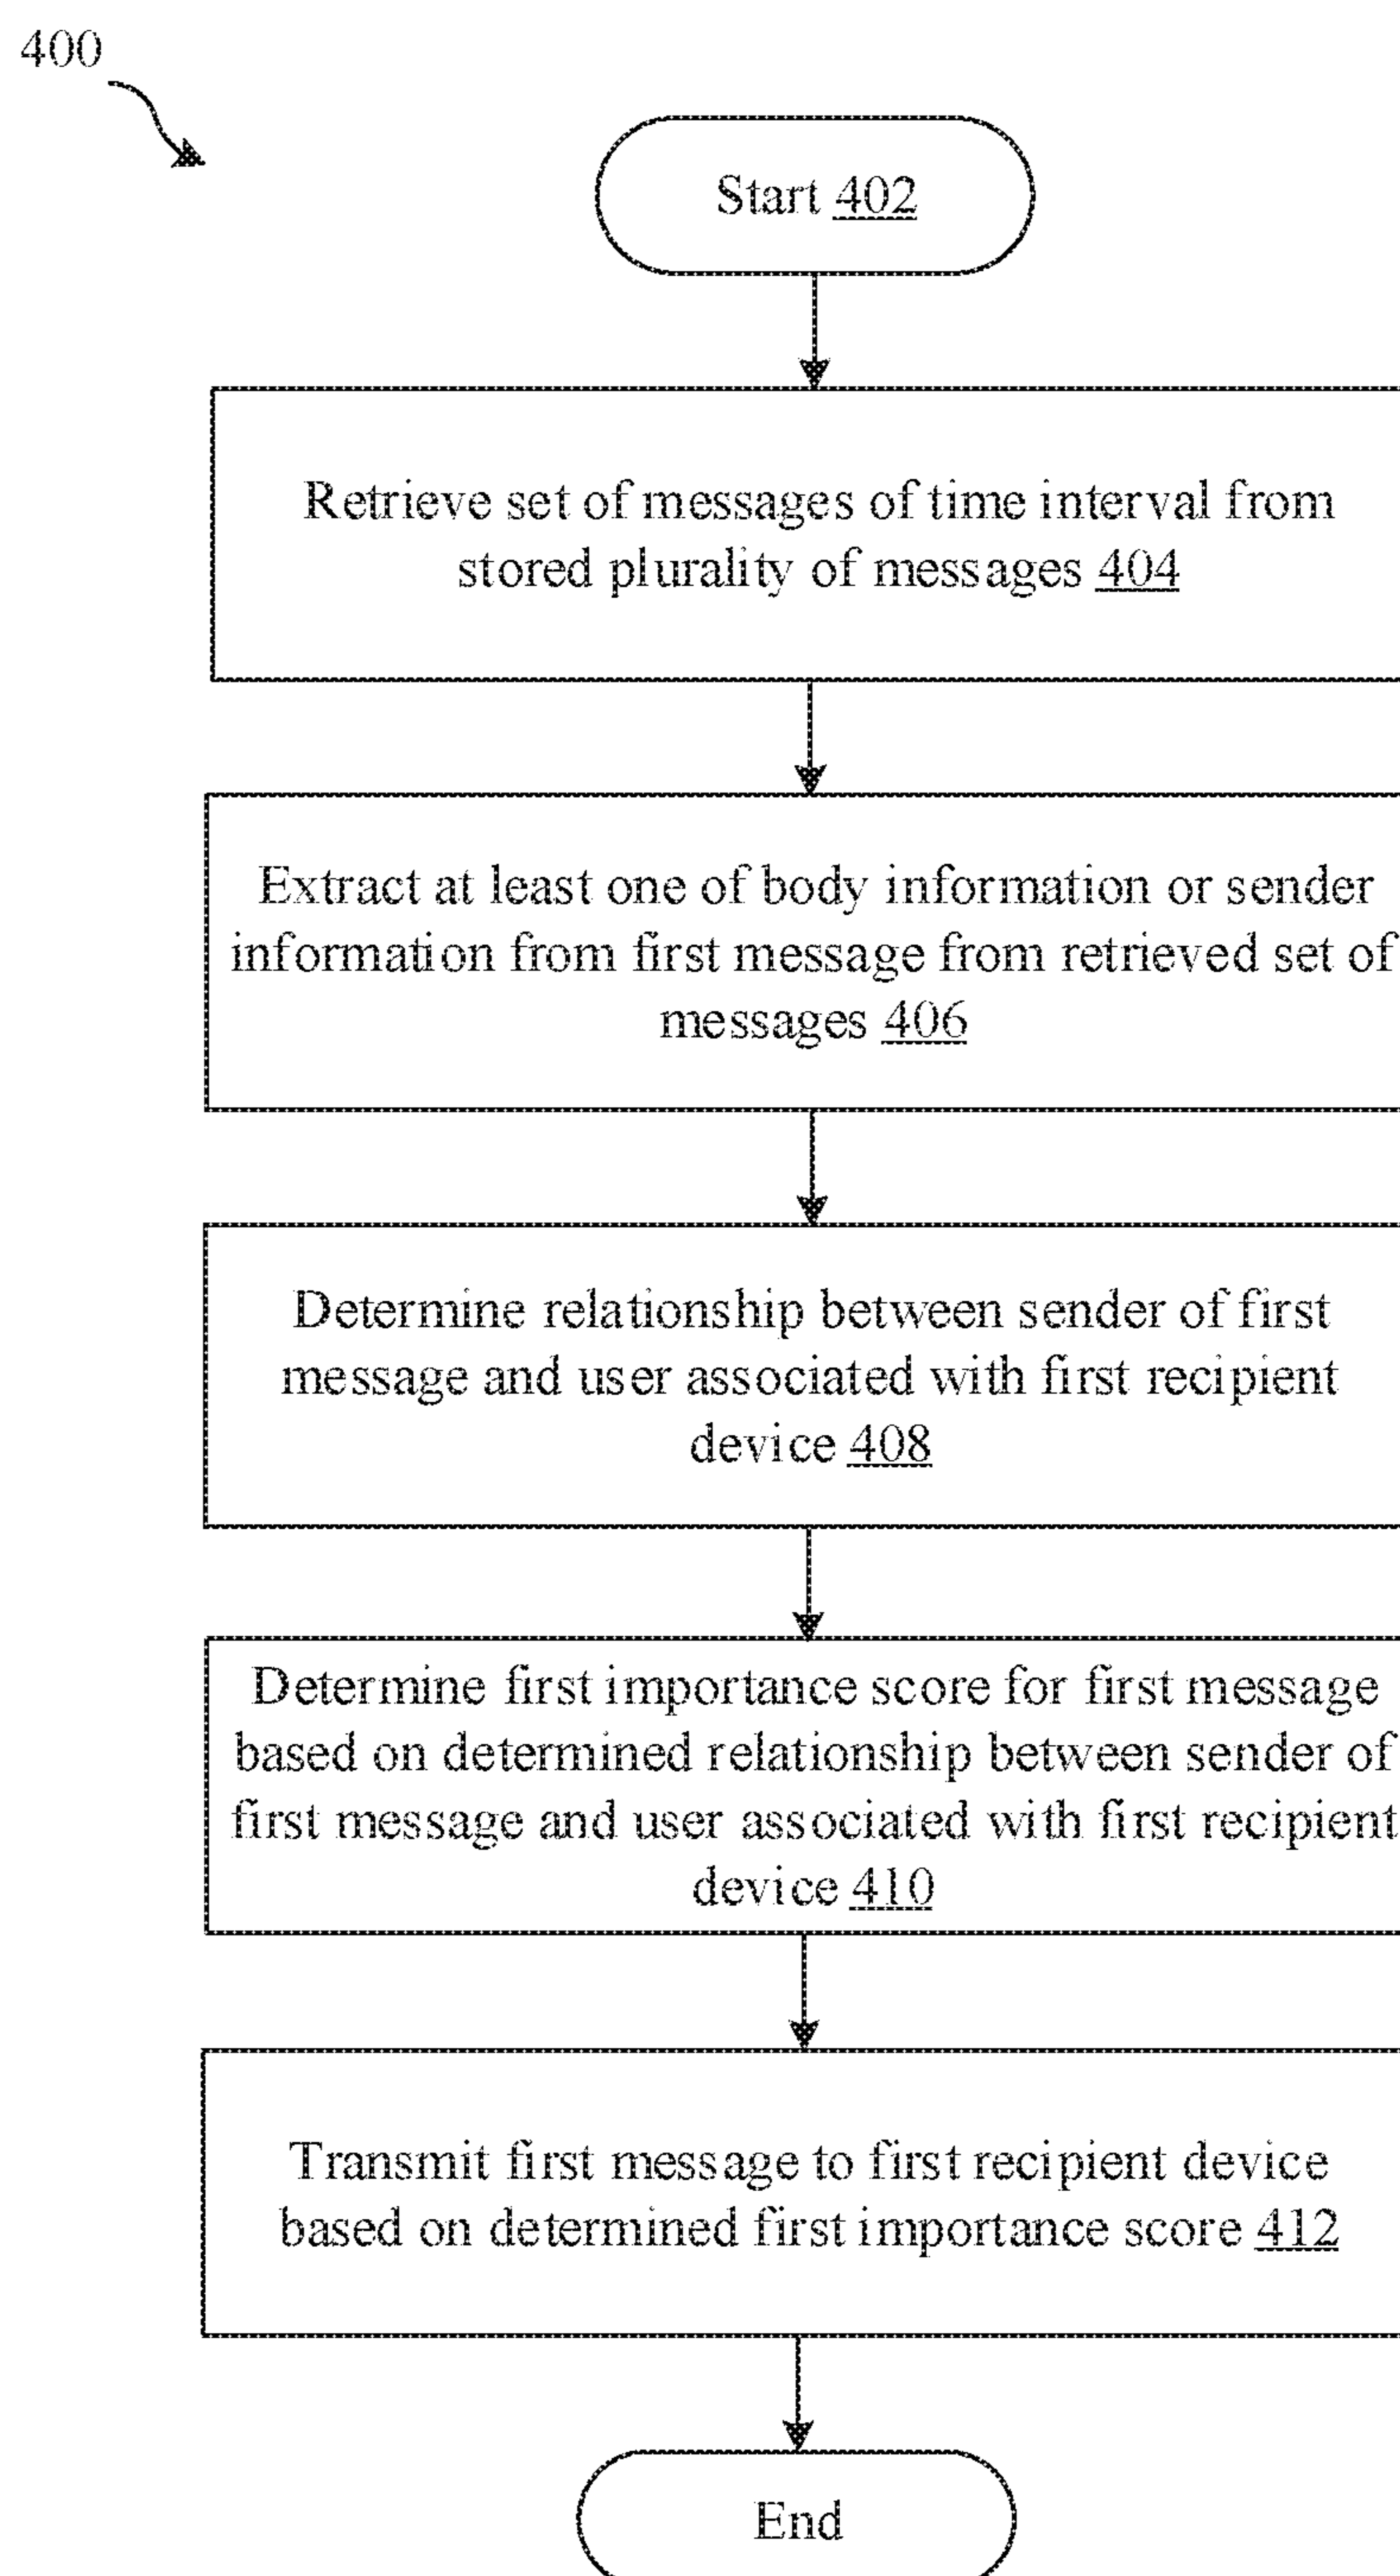 400
Start 402
Retrieve set of messages of time interval from
stored plurality of messages 404
Extract at least one of body information or sender
information from first message from retrieved set of
messages 406
Determine relationship between sender of first
message and user associated with first recipient
device 408
Determine first importance score for first message
based on determined relationship between sender of
first message and user associated with first recipient
device 410
Transmit first message to first recipient device
based on determined first importance score 412
End